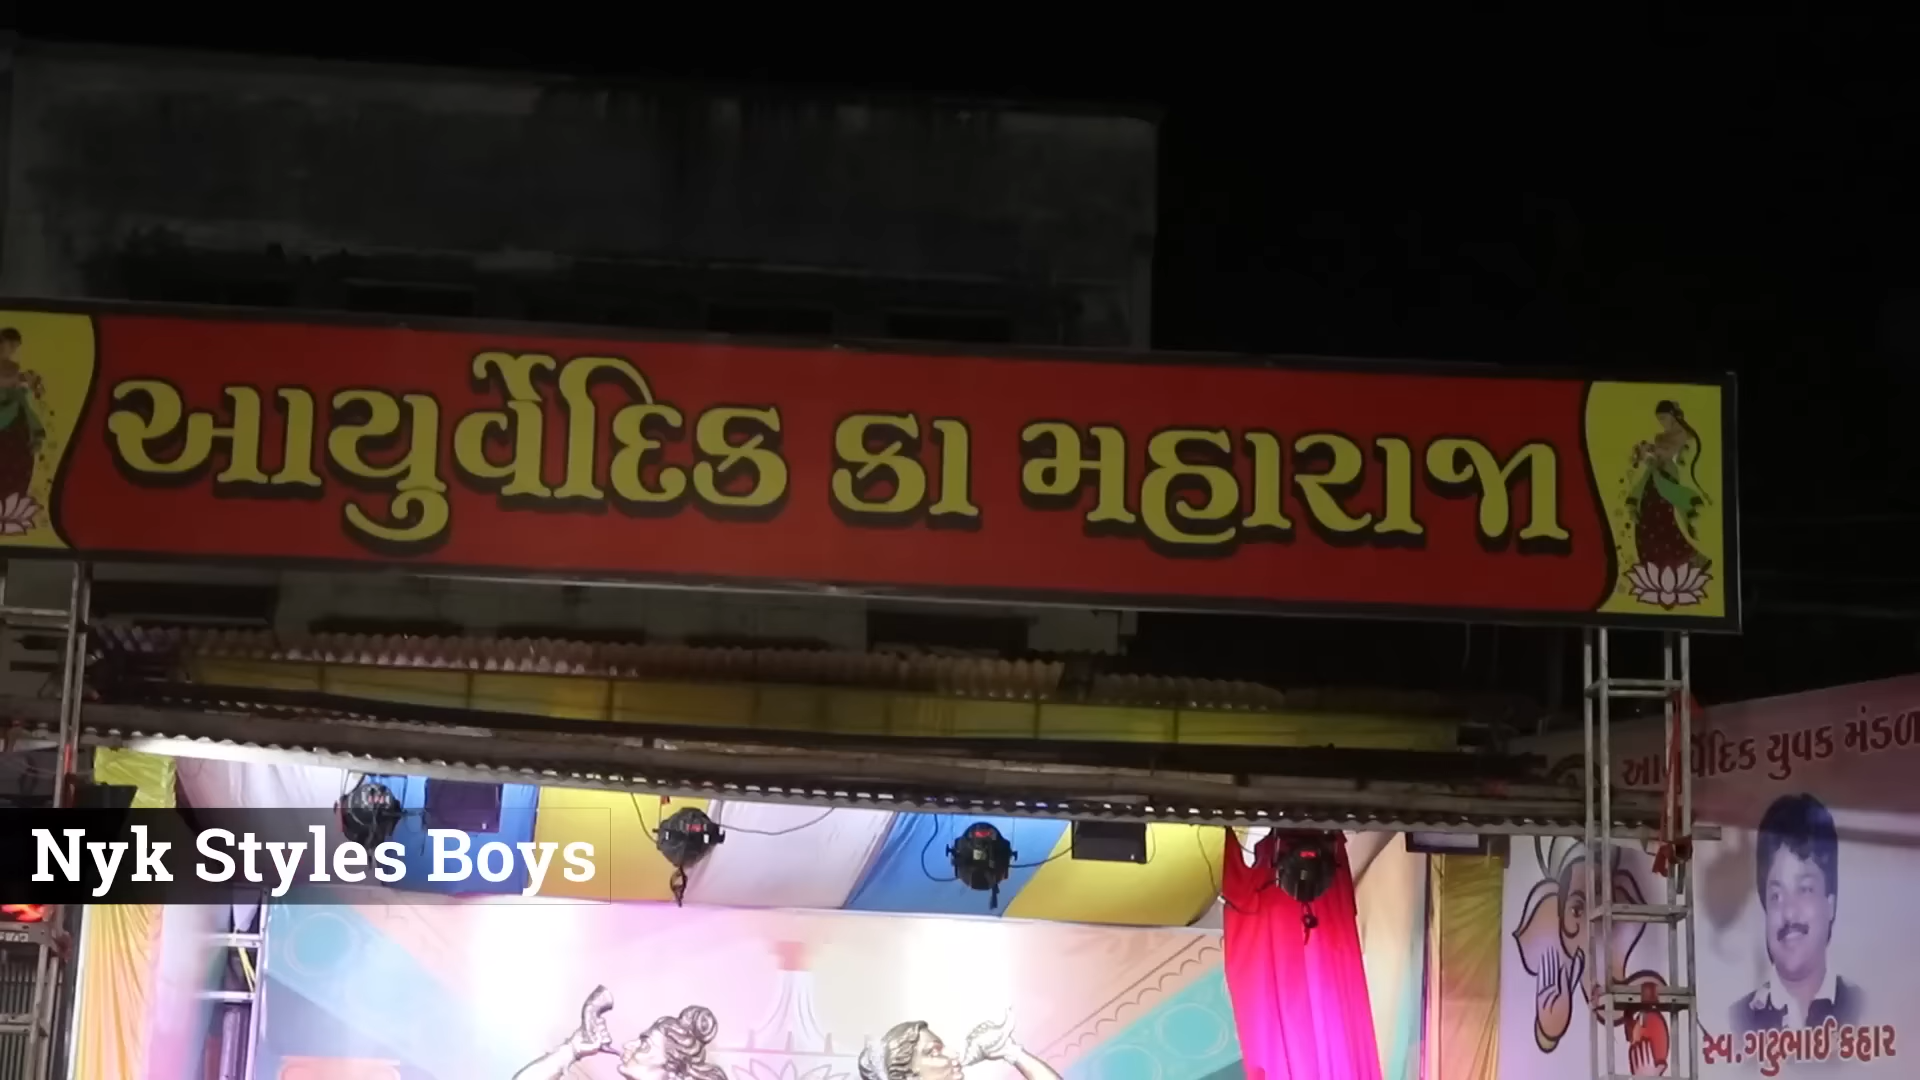 આયુર્વેદિક કા મહારાજા
આયુર્વેદિક યુવક મંડળ
Nyk Styles Boys
સ્વ.ગટુભાઈ કહાર